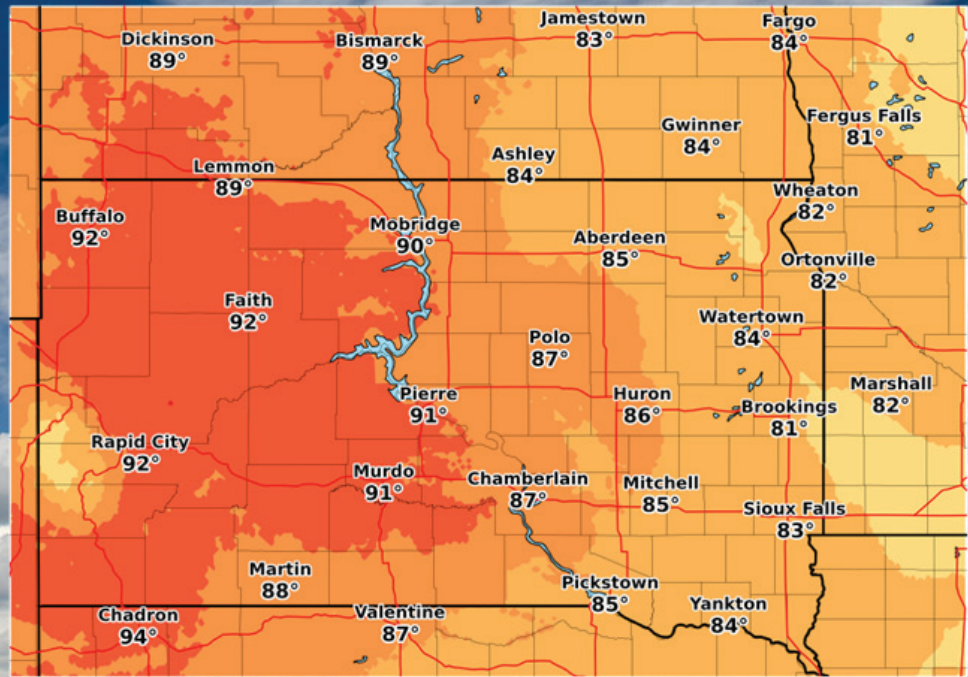 Jamestown
83°
Fargo
84°
Dickinson
89°
Bismarck
89°
Fergus Falls
81°
Gwinner
84°
Ashley
84°
Lemmon
89°
Wheaton
82°
Buffalo
92°
Mobridge
90°
Aberdeen
85°
Ortonville
82°
Faith
92°
Watertown
84°
Polo
87°
Marshall
82°
Pierre
91°
Huron
86°
Brookings
81°
Rapid City
92°
Murdo
91°
Chamberlain
87°
Mitchell
85°
Sioux Falls
83°
Martin
88°
Pickstown
85°
Yankton
84°
Chadron
94°
Valentine
87°